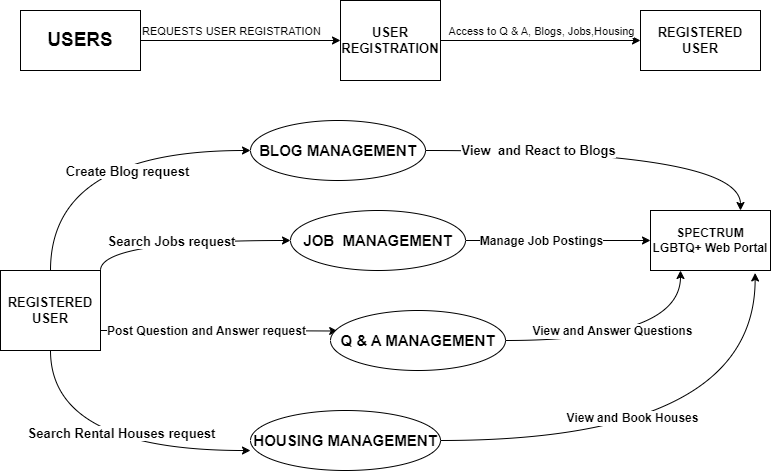 USERS
REQUESTS USER REGISTRATION
USER
REGISTRATION
Access to Q & A, Blogs, Jobs,Housing
REGISTERED
USER
BLOG MANAGEMENT
View and React to Blogs
Create Blog request
Search Jobs request
JOB MANAGEMENT
Manage Job Postings
SPECTRUM
LGBTQ+ Web Portal
REGISTERED
USER
Post Question and Answer request
Q & A MANAGEMENT
View and Answer Questions
Search Rental Houses request
HOUSING MANAGEMENT
View and Book Houses